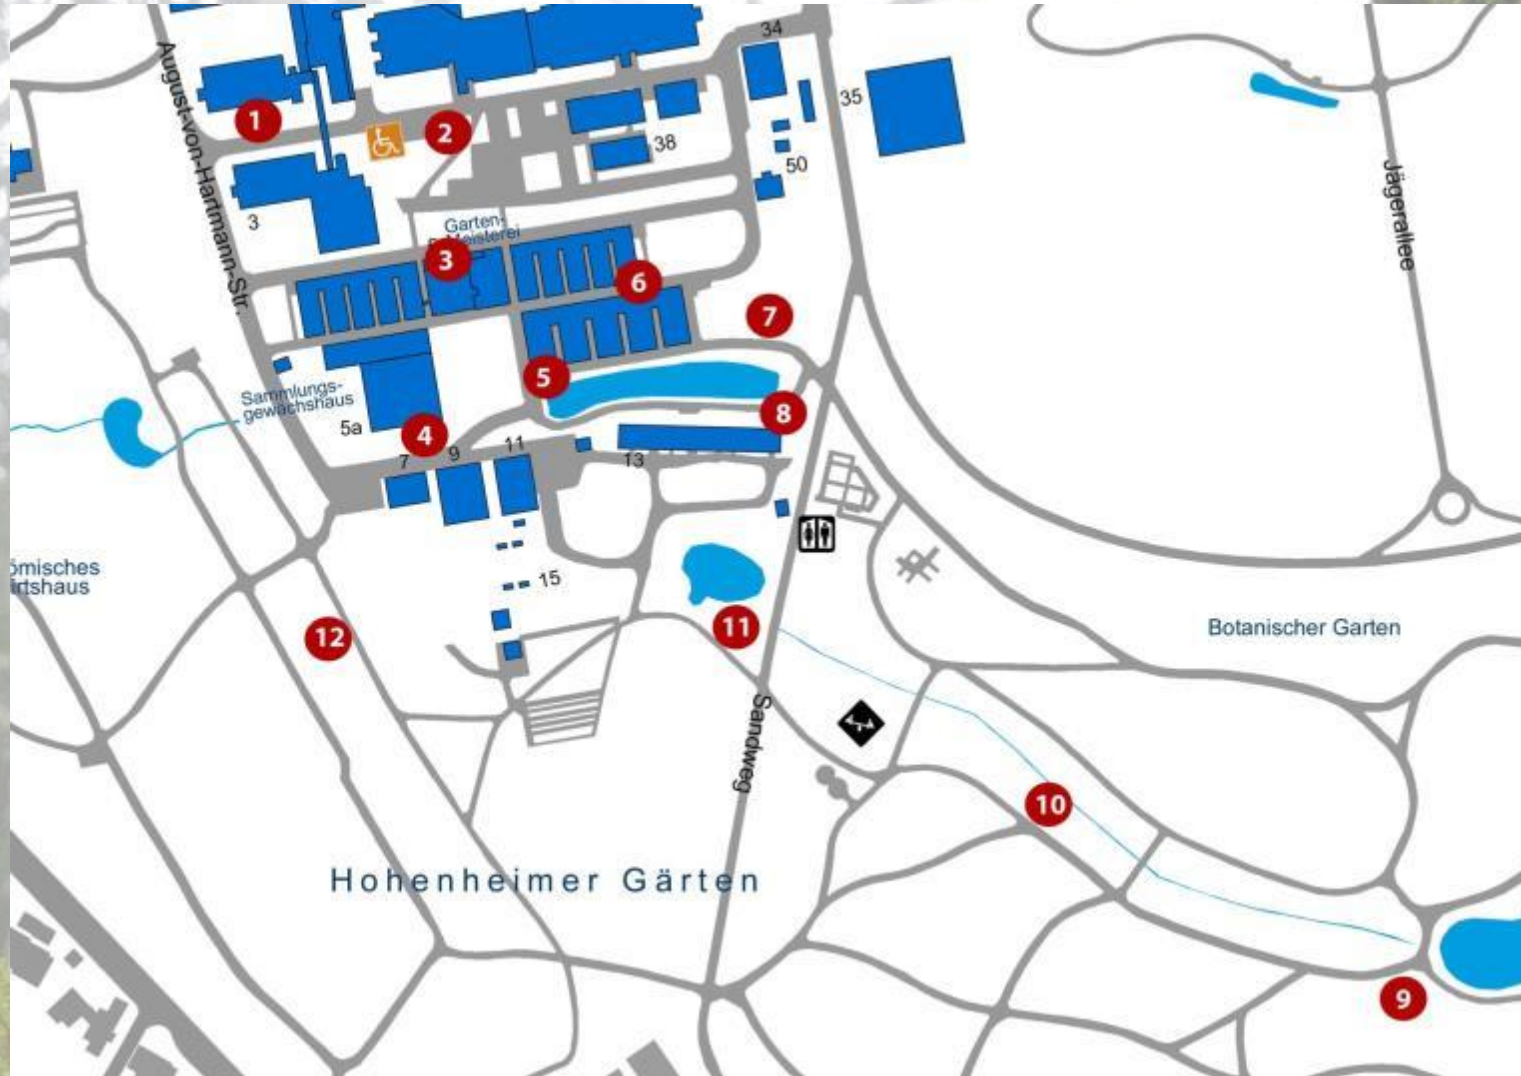 34
35
1
2
38
50
August-von-Hartmann-Str.
Jägerallee
3
Garten-
Meisterei
3
6
7
Sammlungs-
gewächshaus
5
8
5a
4
7
9
11
13
ömisches
irtshaus
15
12
11
Botanischer Garten
Sandweg
10
Hohenheimer Gärten
9